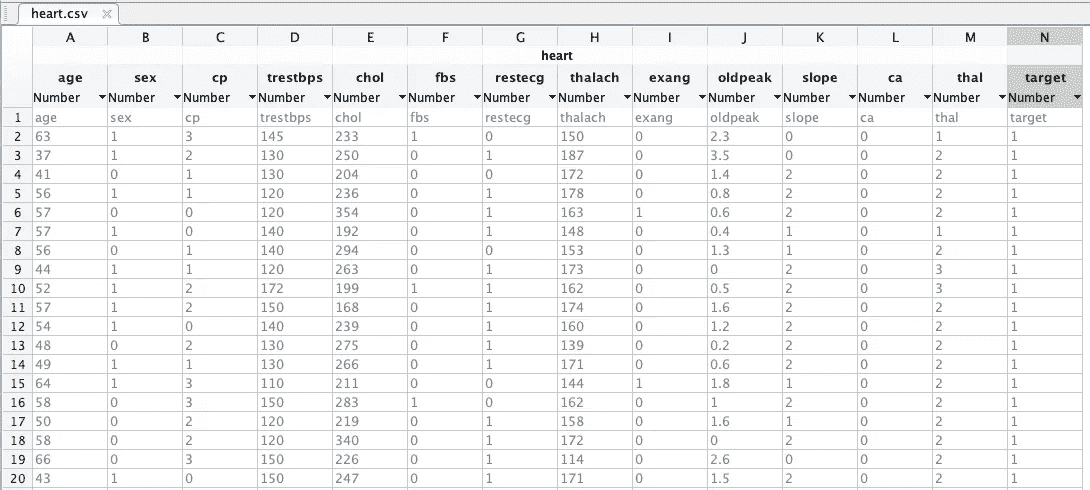 heart.csv
A B C D E F G H I J K L M N
heart
age sex cp trestbps chol fbs restecg thalach exang oldpeak slope ca thal target
Number Number Number Number Number Number Number Number Number Number Number Number Number Number
1 age sex cp trestbps chol fbs restecg thalach exang oldpeak slope ca thal target
2 63 1 3 145 233 1 0 150 0 2.3 0 0 1 1
3 37 1 2 130 250 0 1 187 0 3.5 0 0 2 1
4 41 0 1 130 204 0 0 172 0 1.4 2 0 2 1
5 56 1 1 120 236 0 1 178 0 0.8 2 0 2 1
6 57 0 0 120 354 0 1 163 1 0.6 2 0 2 1
7 57 1 0 140 192 0 1 148 0 0.4 1 0 1 1
8 56 0 1 140 294 0 0 153 0 1.3 1 0 2 1
9 44 1 1 120 263 0 1 173 0 0 2 0 3 1
10 52 1 2 172 199 1 1 162 0 0.5 2 0 3 1
11 57 1 2 150 168 0 1 174 0 1.6 2 0 2 1
12 54 1 0 140 239 0 1 160 0 1.2 2 0 2 1
13 48 0 2 130 275 0 1 139 0 0.2 2 0 2 1
14 49 1 1 130 266 0 1 171 0 0.6 2 0 2 1
15 64 1 3 110 211 0 0 144 1 1.8 1 0 2 1
16 58 0 3 150 283 1 0 162 0 1 2 0 2 1
17 50 0 2 120 219 0 1 158 0 1.6 1 0 2 1
18 58 0 2 120 340 0 1 172 0 0 2 0 2 1
19 66 0 3 150 226 0 1 114 0 2.6 0 0 2 1
20 43 1 0 150 247 0 1 171 0 1.5 2 0 2 1